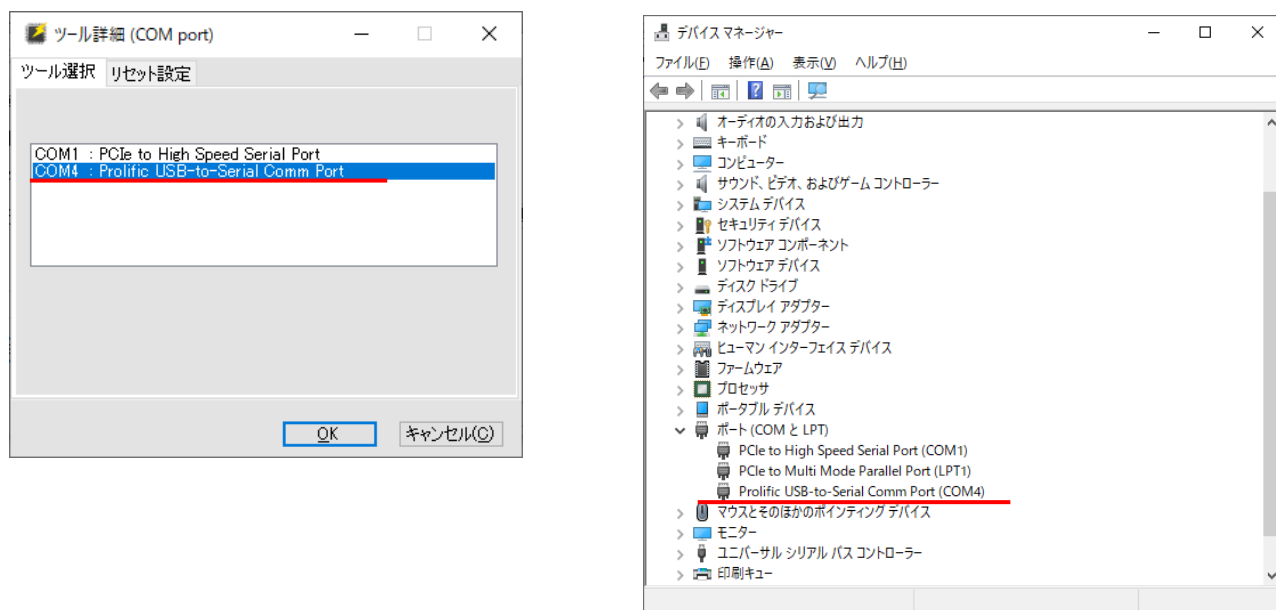 ツール詳細 (COM port)
ツール選択
リセット設定
COM1 : PCIe to High Speed Serial Port
COM4 : Prolific USB-to-Serial Comm Port
OK
キャンセル(C)
デバイス マネージャー
ファイル(F) 操作(A) 表示(V) ヘルプ(H)
オーディオの入力および出力
キーボード
コンピューター
サウンド、ビデオ、およびゲーム コントローラー
システム デバイス
セキュリティ デバイス
ソフトウェア コンポーネント
ソフトウェア デバイス
ディスク ドライブ
ディスプレイ アダプター
ネットワーク アダプター
ヒューマン インターフェイス デバイス
ファームウェア
プロセッサ
ポータブル デバイス
ポート (COM と LPT)
PCIe to High Speed Serial Port (COM1)
PCIe to Multi Mode Parallel Port (LPT1)
Prolific USB-to-Serial Comm Port (COM4)
マウスとそのほかのポインティング デバイス
モニター
ユニバーサル シリアル バス コントローラー
印刷キュー